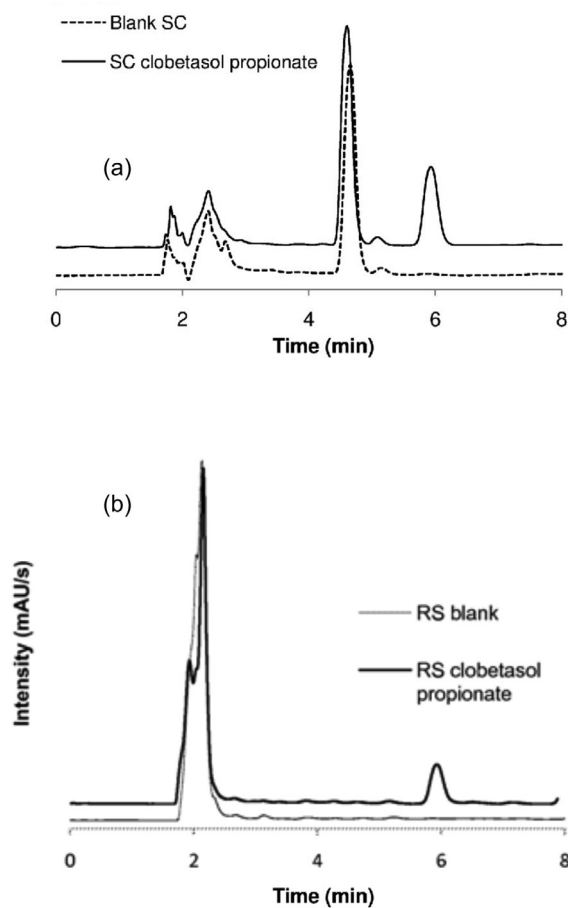 Blank SC
SC clobetasol propionate
(a)
0 2 4 6 8
Time (min)
(b)
Intensity (mAU/s)
RS blank
RS clobetasol
propionate
0 2 4 6 8
Time (min)